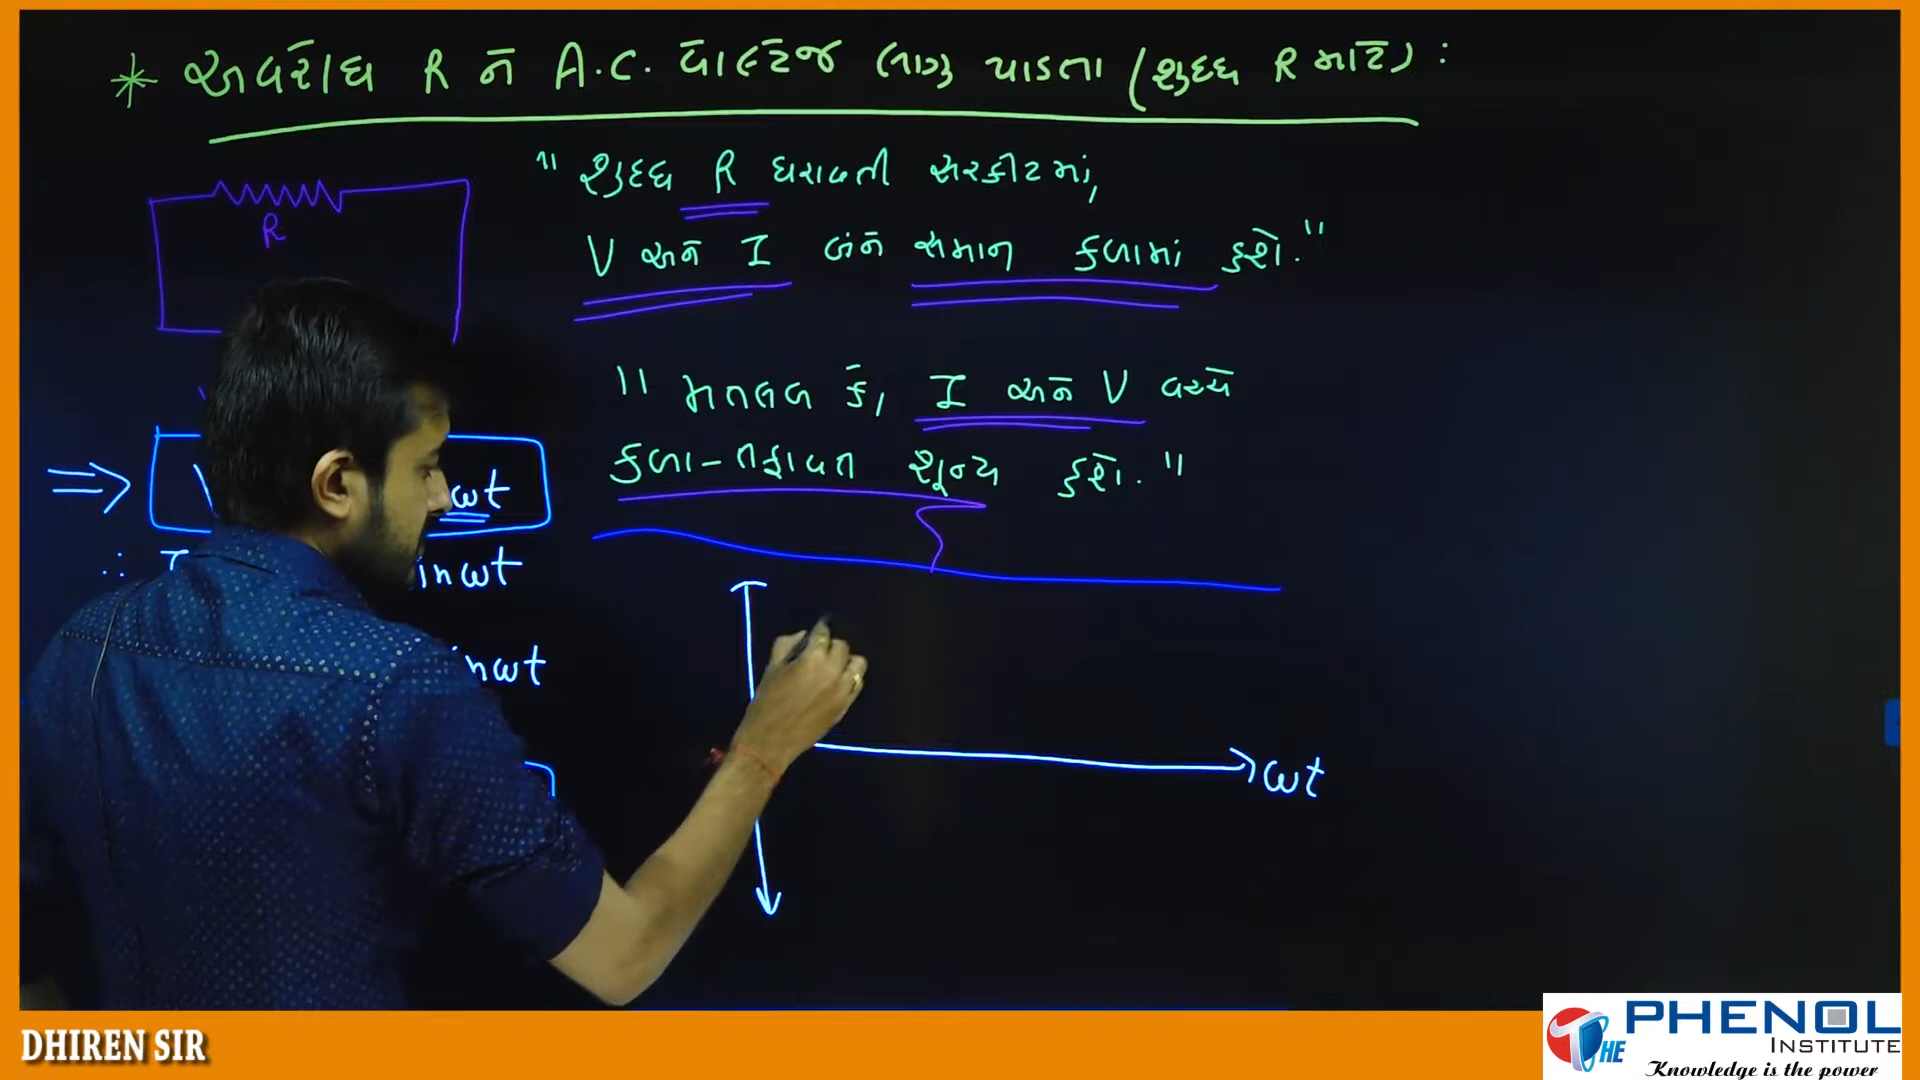 * અવરોધ R ને A.C. વોલ્ટેજ લાગુ પાડતા (શુદ્ધ R માટે) :
" શુદ્ધ R ધરાવતી સરકીટમાં,
R
V અને I બંને સમાન કળામાં હશે."
" મતલબ કે, I અને V વચ્ચે
કળા-તફાવત શૂન્ય હશે."
⇒ ωt
∴ I inωt
nωt
ωt
DHIREN SIR
THE PHENOL
INSTITUTE
Knowledge is the power